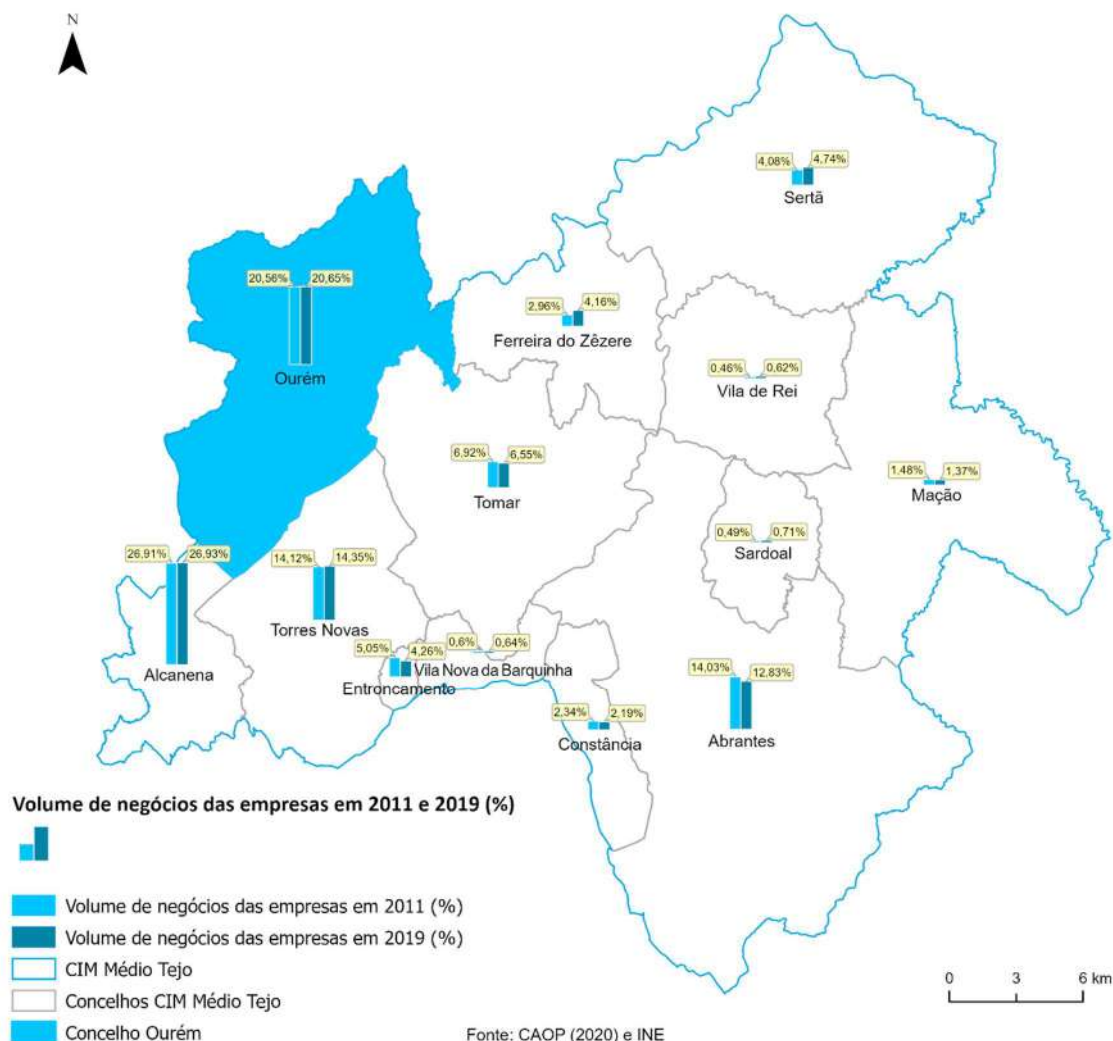 N
4,08% 4,74%
Sertã
20,56% 20,65%
Ourém
2,96% 4,16%
Ferreira do Zêzere
0,46% 0,62%
Vila de Rei
6,92% 6,55%
Tomar
1,48% 1,37%
Mação
0,49% 0,71%
Sardoal
26,91% 26,93%
Alcanena
14,12% 14,35%
Torres Novas
0,6% 0,64%
Vila Nova da Barquinha
5,05% 4,26%
Entroncamento
14,03% 12,83%
Abrantes
2,34% 2,19%
Constância
Volume de negócios das empresas em 2011 e 2019 (%)
Volume de negócios das empresas em 2011 (%)
Volume de negócios das empresas em 2019 (%)
CIM Médio Tejo
Concelhos CIM Médio Tejo
Concelho Ourém
0 3 6 km
Fonte: CAOP (2020) e INE